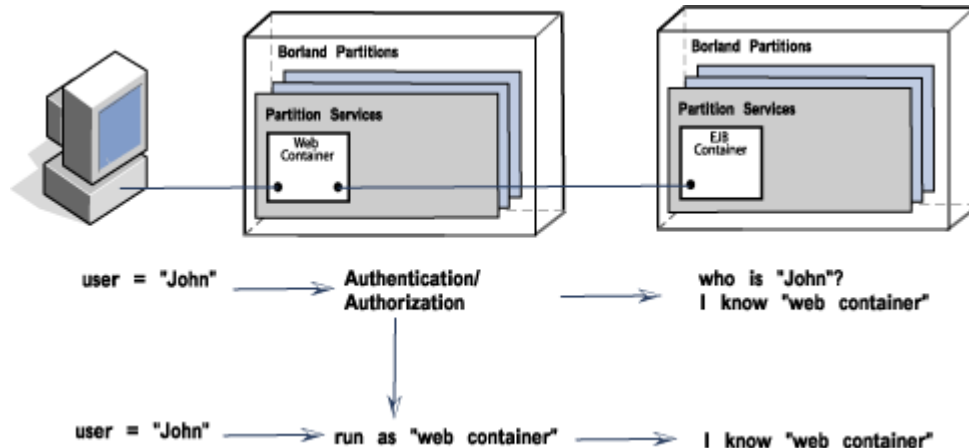 Borland Partitions
Partition Services
Web
Container
Borland Partitions
Partition Services
EJB
Container
user = "John"
Authentication/
Authorization
who is "John"?
I know "web container"
user = "John"
run as "web container"
I know "web container"